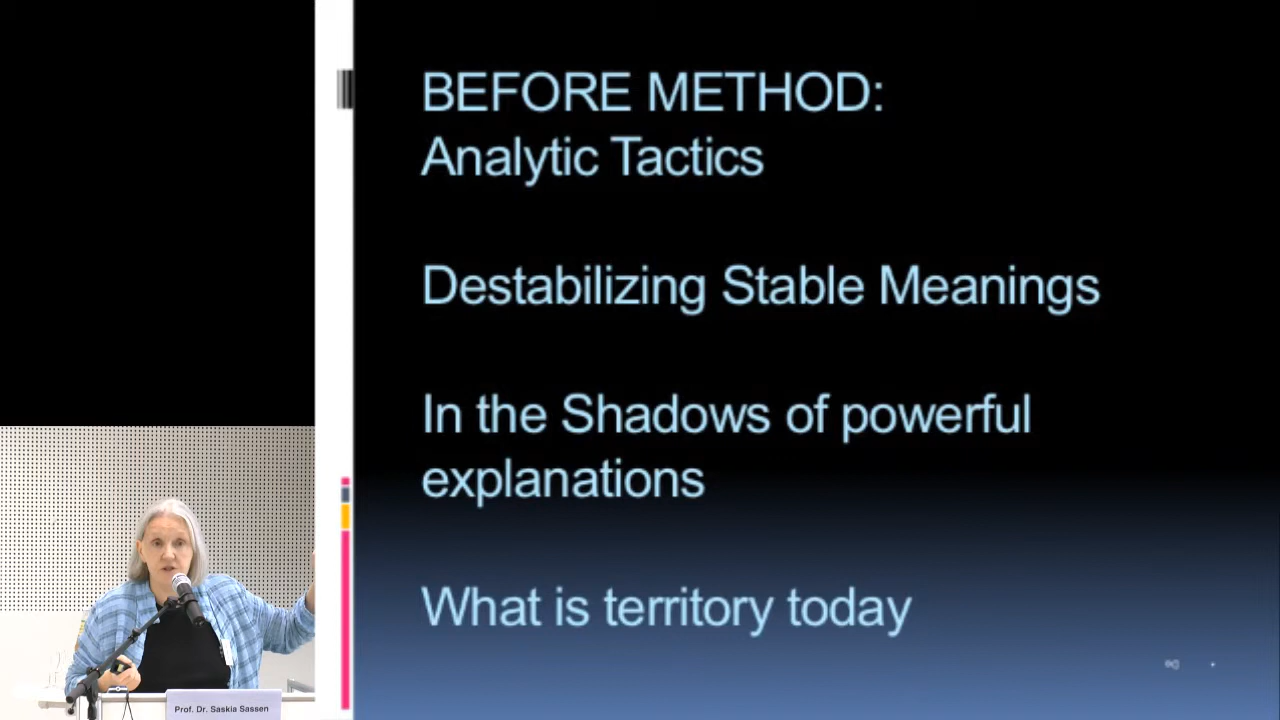 BEFORE METHOD:
Analytic Tactics
Destabilizing Stable Meanings
In the Shadows of powerful
explanations
What is territory today
Prof. Dr. Saskia Sassen